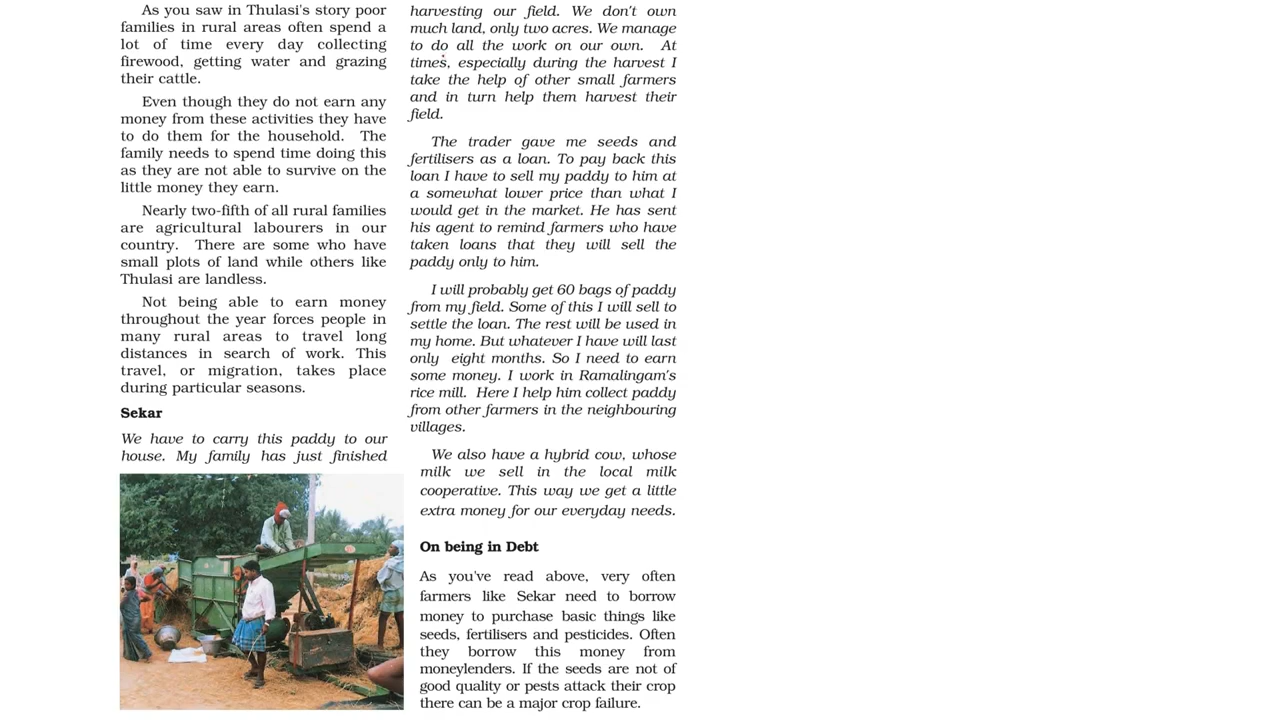 As you saw in Thulasi's story poor
families in rural areas often spend a
lot of time every day collecting
firewood, getting water and grazing
their cattle.
Even though they do not earn any
money from these activities they have
to do them for the household. The
family needs to spend time doing this
as they are not able to survive on the
little money they earn.
Nearly two-fifth of all rural families
are agricultural labourers in our
country. There are some who have
small plots of land while others like
Thulasi are landless.
Not being able to earn money
throughout the year forces people in
many rural areas to travel long
distances in search of work. This
travel, or migration, takes place
during particular seasons.
Sekar
We have to carry this paddy to our
house. My family has just finished
harvesting our field. We don't own
much land, only two acres. We manage
to do all the work on our own. At
times, especially during the harvest I
take the help of other small farmers
and in turn help them harvest their
field.
The trader gave me seeds and
fertilisers as a loan. To pay back this
loan I have to sell my paddy to him at
a somewhat lower price than what I
would get in the market. He has sent
his agent to remind farmers who have
taken loans that they will sell the
paddy only to him.
I will probably get 60 bags of paddy
from my field. Some of this I will sell to
settle the loan. The rest will be used in
my home. But whatever I have will last
only eight months. So I need to earn
some money. I work in Ramalingam's
rice mill. Here I help him collect paddy
from other farmers in the neighbouring
villages.
We also have a hybrid cow, whose
milk we sell in the local milk
cooperative. This way we get a little
extra money for our everyday needs.
On being in Debt
As you've read above, very often
farmers like Sekar need to borrow
money to purchase basic things like
seeds, fertilisers and pesticides. Often
they borrow this money from
moneylenders. If the seeds are not of
good quality or pests attack their crop
there can be a major crop failure.